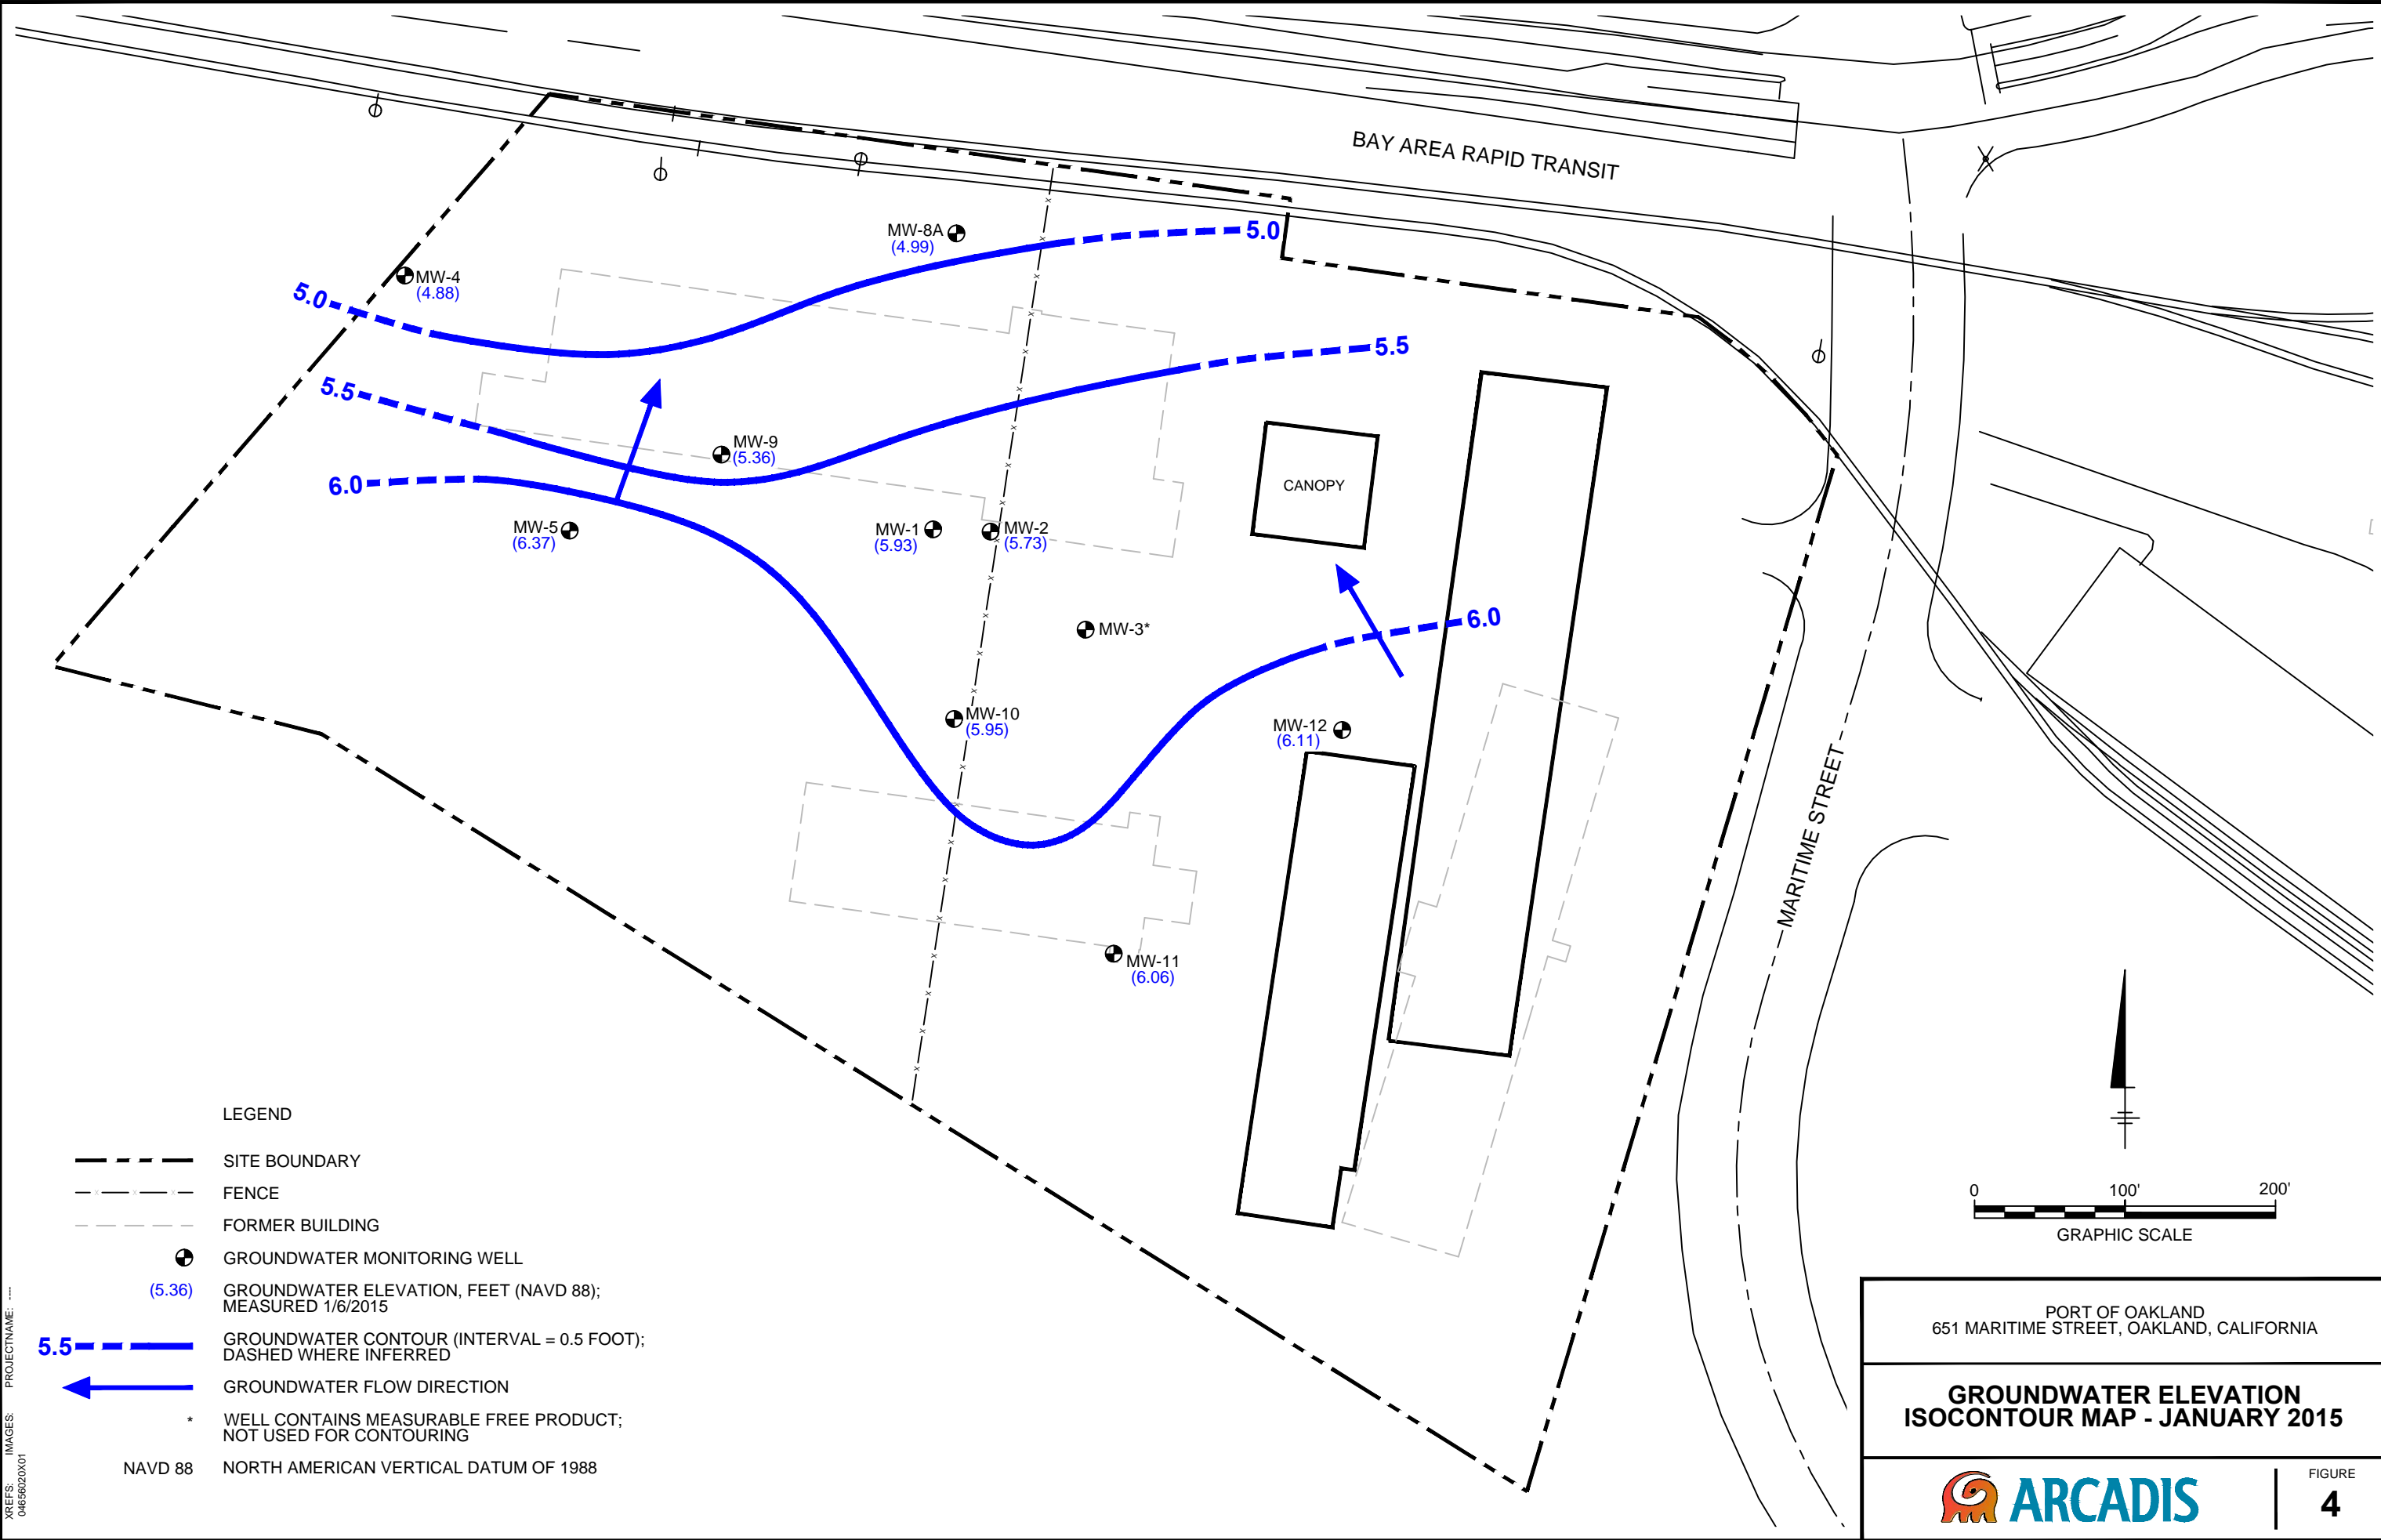 BAY AREA RAPID TRANSIT
MW-8A
(4.99)
5.0
MW-4
(4.88)
5.0
5.5
5.5
MW-9
(5.36)
6.0
CANOPY
MW-5
(6.37)
MW-1
(5.93)
MW-2
(5.73)
6.0
MW-3*
MW-10
(5.95)
MW-12
(6.11)
MARITIME STREET
MW-11
(6.06)
LEGEND
SITE BOUNDARY
FENCE
FORMER BUILDING
GROUNDWATER MONITORING WELL
(5.36) GROUNDWATER ELEVATION, FEET (NAVD 88);
MEASURED 1/6/2015
5.5 GROUNDWATER CONTOUR (INTERVAL = 0.5 FOOT);
DASHED WHERE INFERRED
GROUNDWATER FLOW DIRECTION
* WELL CONTAINS MEASURABLE FREE PRODUCT;
NOT USED FOR CONTOURING
NAVD 88 NORTH AMERICAN VERTICAL DATUM OF 1988
XREFS: IMAGES: PROJECTNAME: ----
04656020X01
0 100' 200'
GRAPHIC SCALE
PORT OF OAKLAND
651 MARITIME STREET, OAKLAND, CALIFORNIA
GROUNDWATER ELEVATION
ISOCONTOUR MAP - JANUARY 2015
ARCADIS
FIGURE
4